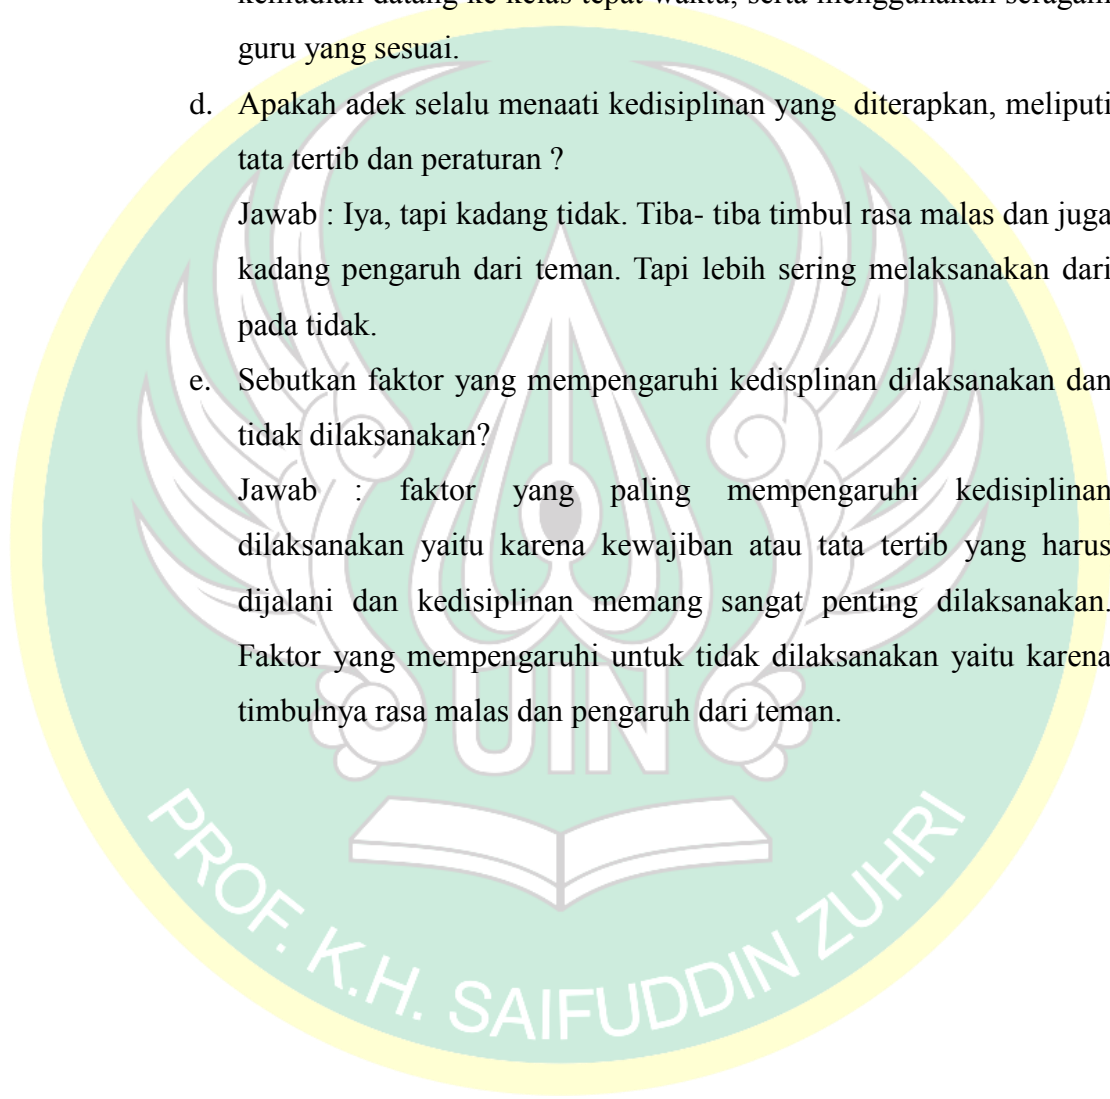 kemudian datang ke kelas tepat waktu, serta menggunakan seragam
guru yang sesuai.
d. Apakah adek selalu menaati kedisiplinan yang diterapkan, meliputi
tata tertib dan peraturan ?
Jawab : Iya, tapi kadang tidak. Tiba- tiba timbul rasa malas dan juga
kadang pengaruh dari teman. Tapi lebih sering melaksanakan dari
pada tidak.
e. Sebutkan faktor yang mempengaruhi kedisplinan dilaksanakan dan
tidak dilaksanakan?
Jawab : faktor yang paling mempengaruhi kedisiplinan
dilaksanakan yaitu karena kewajiban atau tata tertib yang harus
dijalani dan kedisiplinan memang sangat penting dilaksanakan.
Faktor yang mempengaruhi untuk tidak dilaksanakan yaitu karena
timbulnya rasa malas dan pengaruh dari teman.
UIN
PROF. K.H. SAIFUDDIN ZUHRI